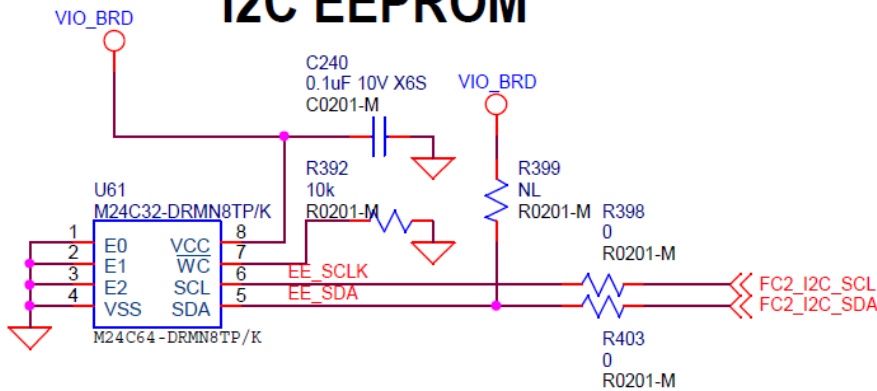 I2C EEPROM
VIO_BRD
C240
0.1uF 10V X6S
C0201-M
VIO_BRD
R392
10k
R0201-M
R399
NL
R0201-M
R398
0
R0201-M
U61
M24C32-DRMN8TP/K
1 E0 VCC 8
2 E1 WC 7
3 E2 SCL 6
4 VSS SDA 5
M24C64-DRMN8TP/K
EE_SCLK
EE_SDA
FC2_I2C_SCL
FC2_I2C_SDA
R403
0
R0201-M